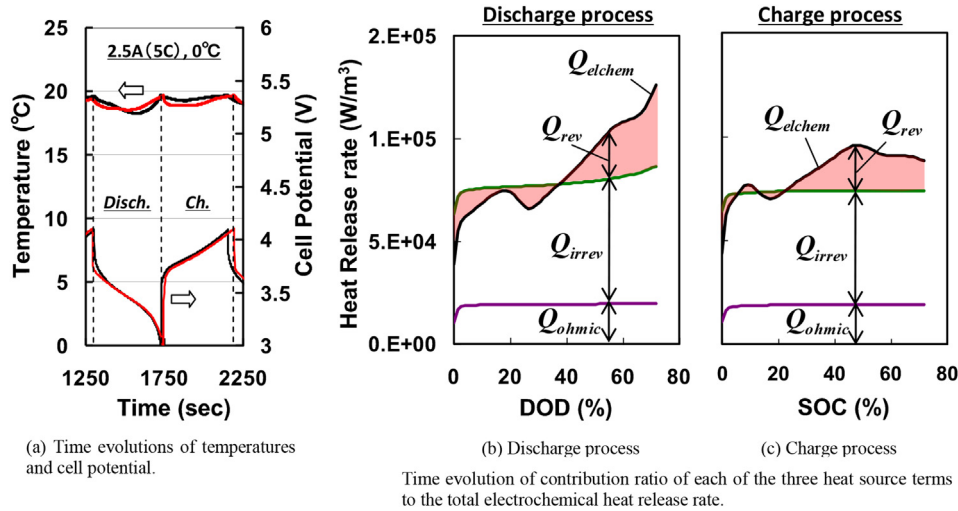 Discharge process
Charge process
2.5A(5C), 0℃
Temperature (℃)
25
20
15
10
5
0
Disch.
Ch.
6
5.5
5
4.5
4
3.5
3
Cell Potential (V)
1250 1750 2250
Time (sec)
(a) Time evolutions of temperatures
and cell potential.
Heat Release rate (W/m³)
2.E+05
1.E+05
5.E+04
0.E+00
Qelchem
Qrev
Qirrev
Qohmic
0 20 40 60 80
DOD (%)
(b) Discharge process
Qelchem
Qrev
Qirrev
Qohmic
0 20 40 60 80
SOC (%)
(c) Charge process
Time evolution of contribution ratio of each of the three heat source terms
to the total electrochemical heat release rate.